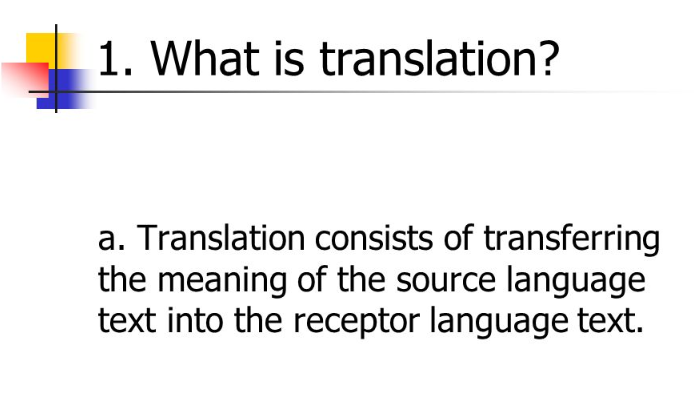 1. What is translation?
a. Translation consists of transferring
the meaning of the source language
text into the receptor language text.